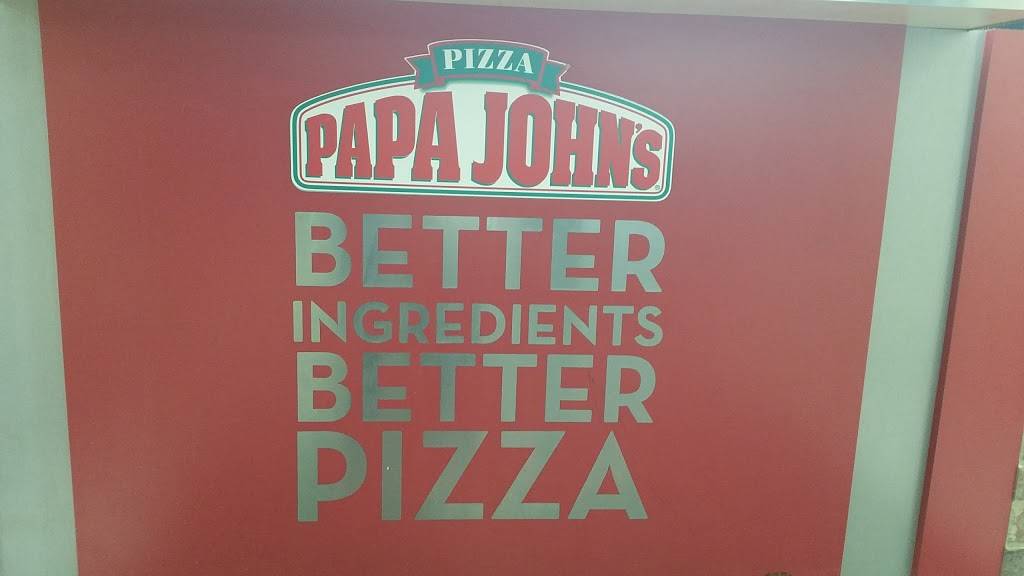 PIZZA
PAPA JOHN'S
BETTER
INGREDIENTS
BETTER
PIZZA